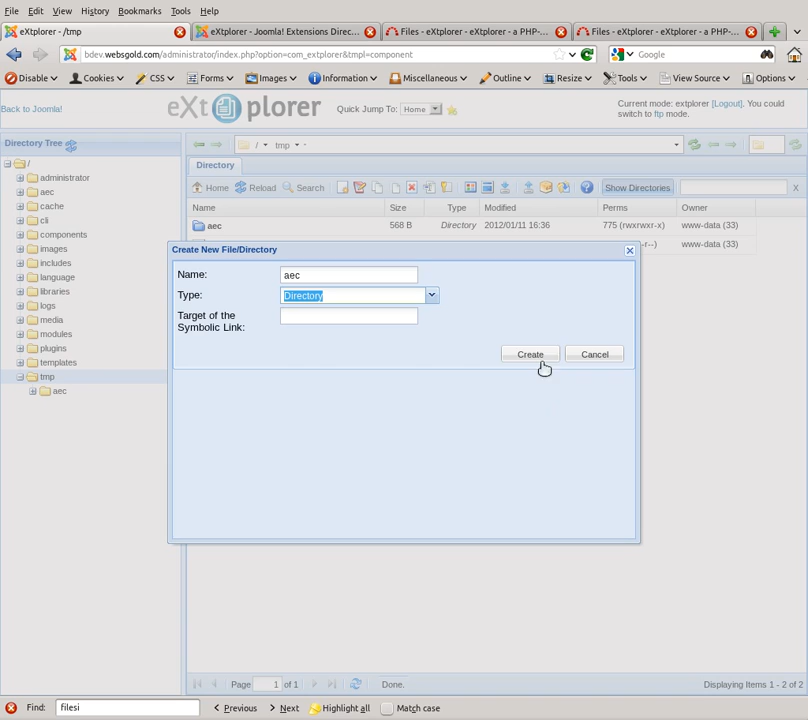 File Edit View History Bookmarks Tools Help
eXtplorer - /tmp
eXtplorer - Joomla! Extensions Direc...
Files - eXtplorer - eXtplorer - a PHP-...
Files - eXtplorer - eXtplorer - a PHP-...
bdev.websgold.com/administrator/index.php?option=com_extplorer&tmpl=component
Google
Disable Cookies CSS Forms Images Information Miscellaneous Outline Resize Tools View Source Options
Back to Joomla!
eXtplorer
Quick Jump To: Home
Current mode: extplorer [Logout]. You could
switch to ftp mode.
Directory Tree
/ tmp
Directory
Home Reload Search Show Directories X
Name Size Type Modified Perms Owner
aec 568 B Directory 2012/01/11 16:36 775 (rwxrwxr-x) www-data (33)
-r--) www-data (33)
/
administrator
aec
cache
cli
components
images
includes
language
libraries
logs
media
modules
plugins
templates
tmp
aec
Create New File/Directory
Name: aec
Type: Directory
Target of the
Symbolic Link:
Create Cancel
Page 1 of 1 Done. Displaying Items 1 - 2 of 2
Find: filesi Previous Next Highlight all Match case